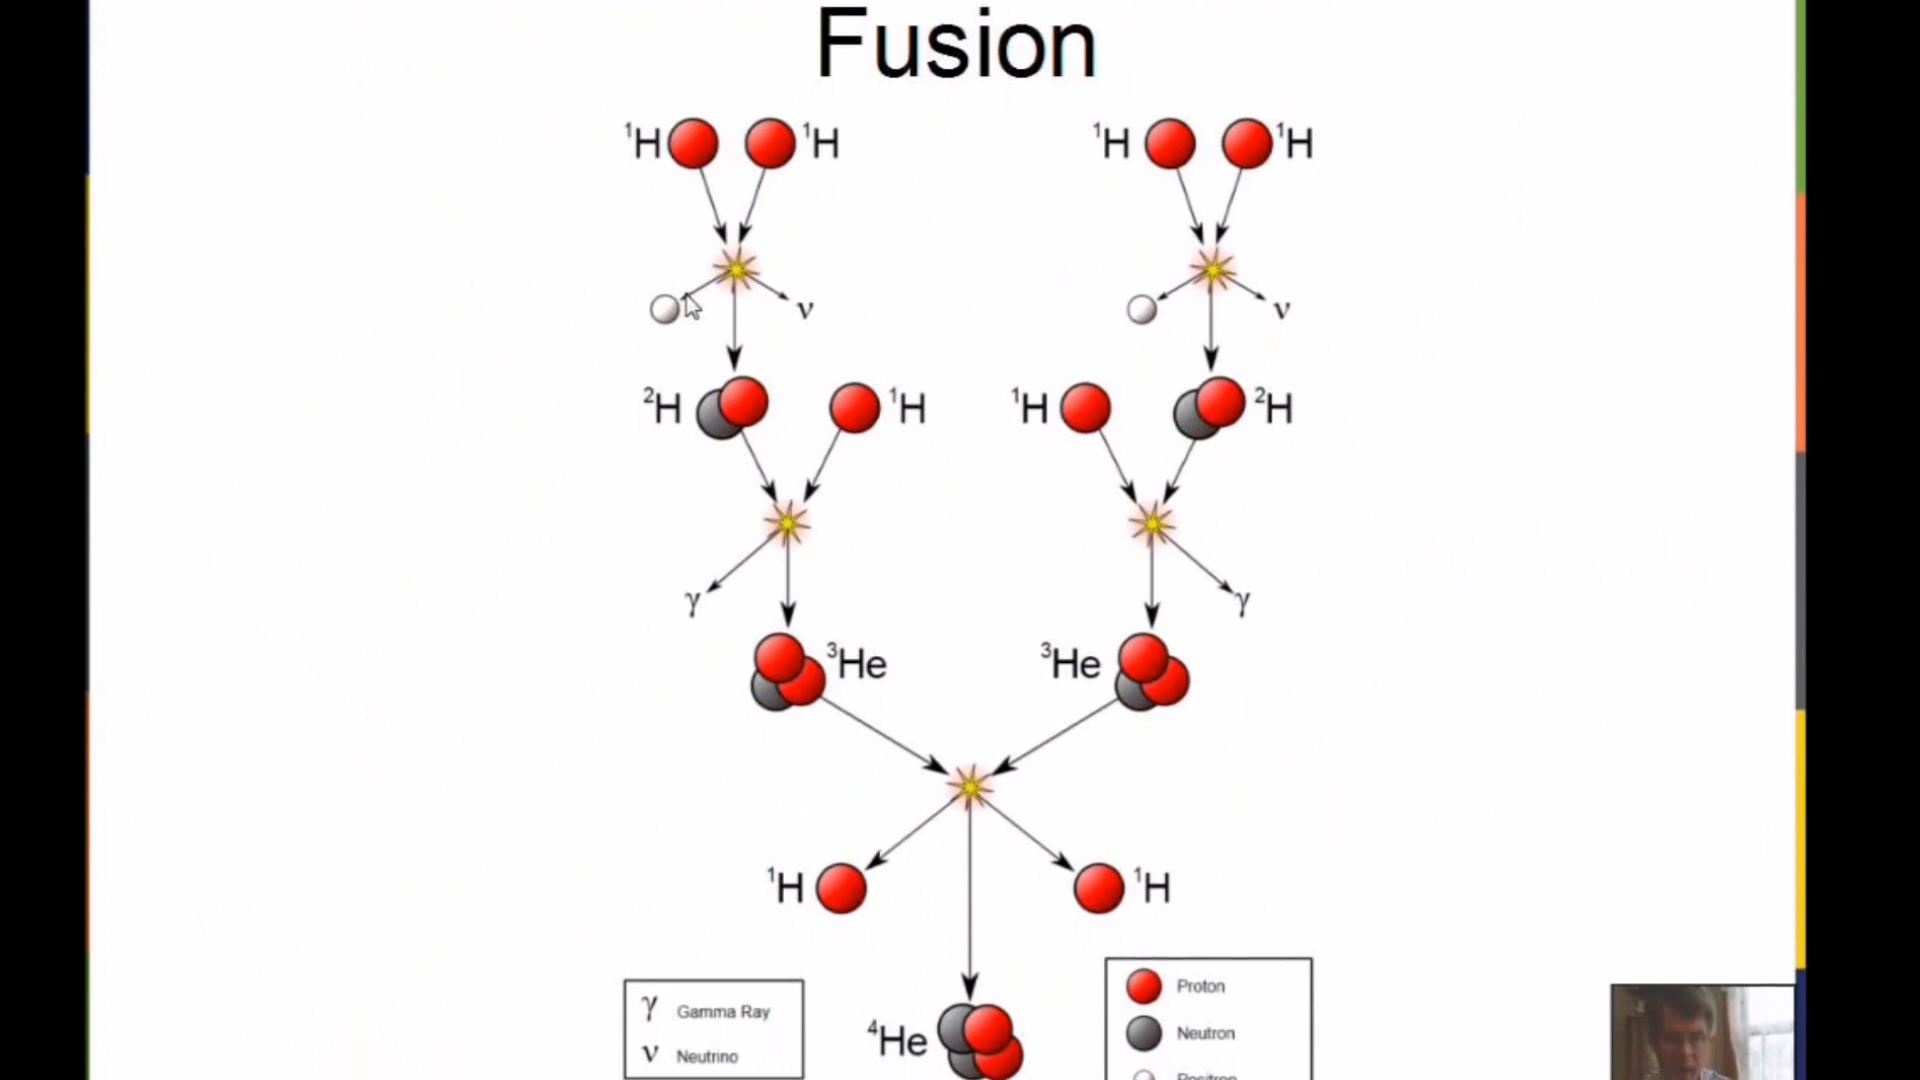 Fusion
¹H ¹H ¹H ¹H
ν ν
²H ¹H ¹H ²H
γ γ
³He ³He
¹H ¹H
γ Gamma Ray
ν Neutrino
⁴He
Proton
Neutron
Positron